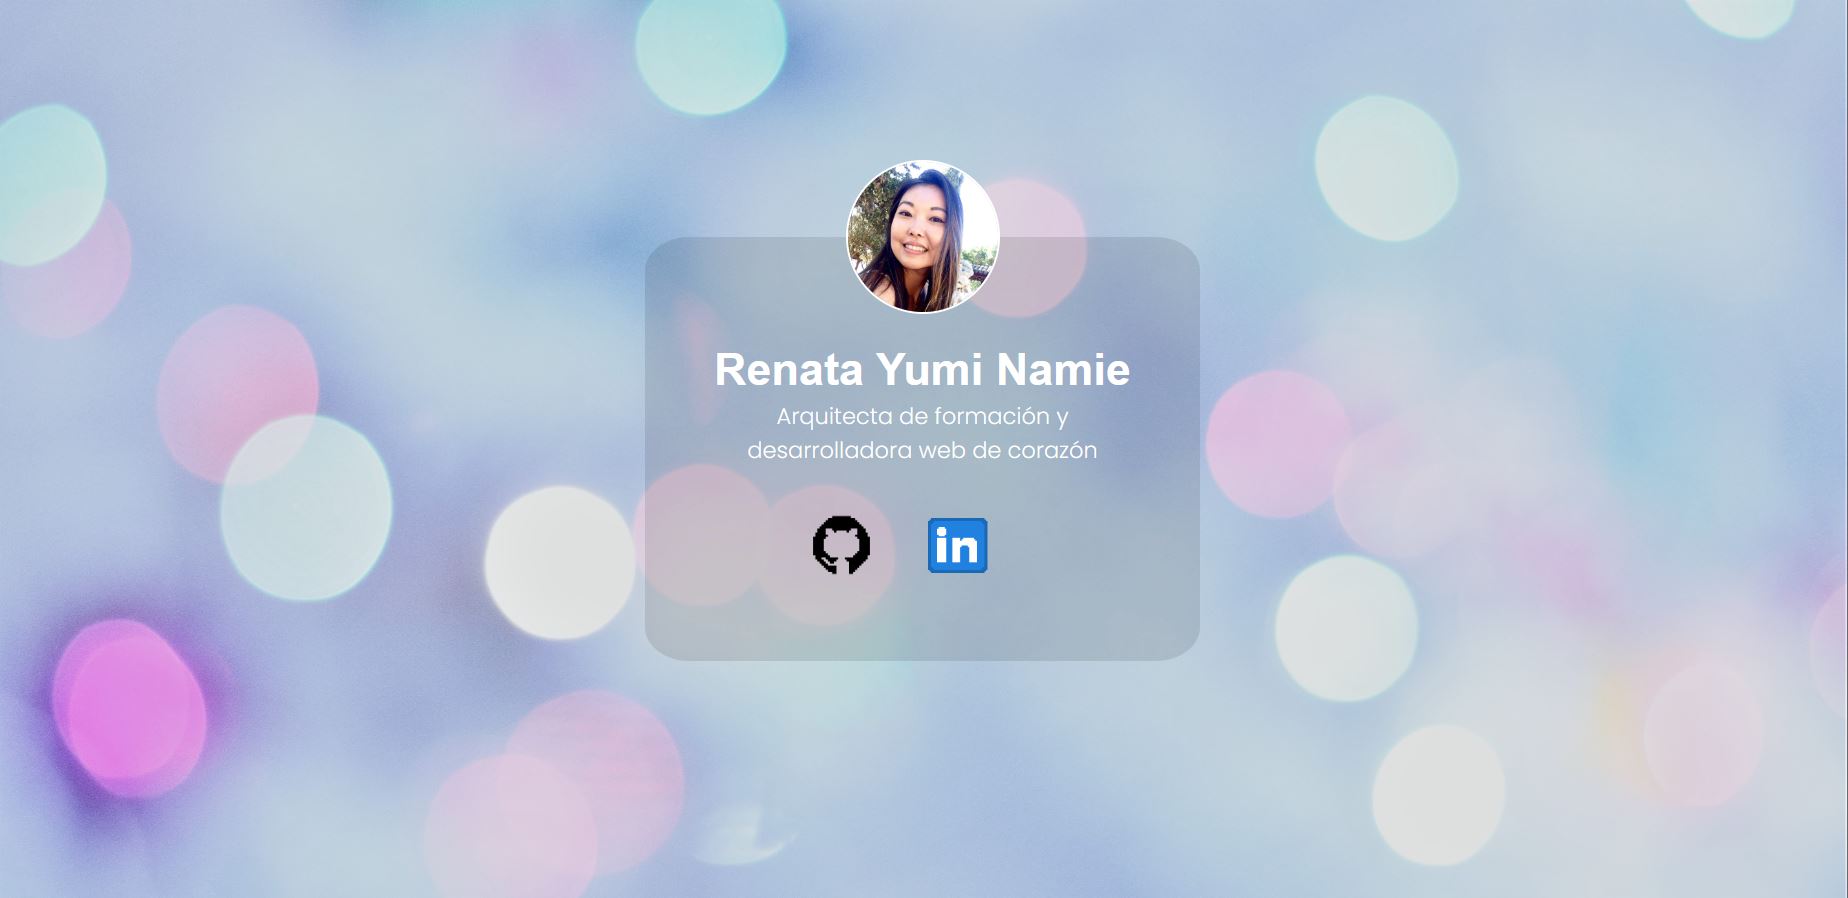 Renata Yumi Namie
Arquitecta de formación y
desarrolladora web de corazón
in